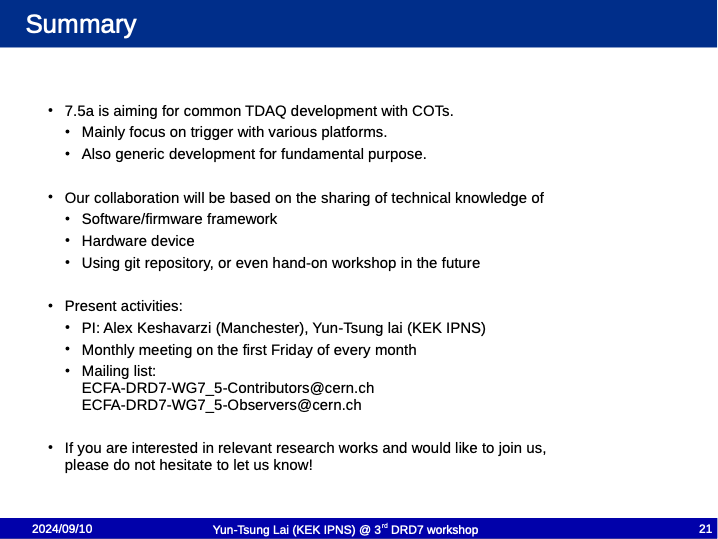 Summary
• 7.5a is aiming for common TDAQ development with COTs.
• Mainly focus on trigger with various platforms.
• Also generic development for fundamental purpose.
• Our collaboration will be based on the sharing of technical knowledge of
• Software/firmware framework
• Hardware device
• Using git repository, or even hand-on workshop in the future
• Present activities:
• PI: Alex Keshavarzi (Manchester), Yun-Tsung lai (KEK IPNS)
• Monthly meeting on the first Friday of every month
• Mailing list:
ECFA-DRD7-WG7_5-Contributors@cern.ch
ECFA-DRD7-WG7_5-Observers@cern.ch
• If you are interested in relevant research works and would like to join us,
please do not hesitate to let us know!
2024/09/10 Yun-Tsung Lai (KEK IPNS) @ 3rd DRD7 workshop 21